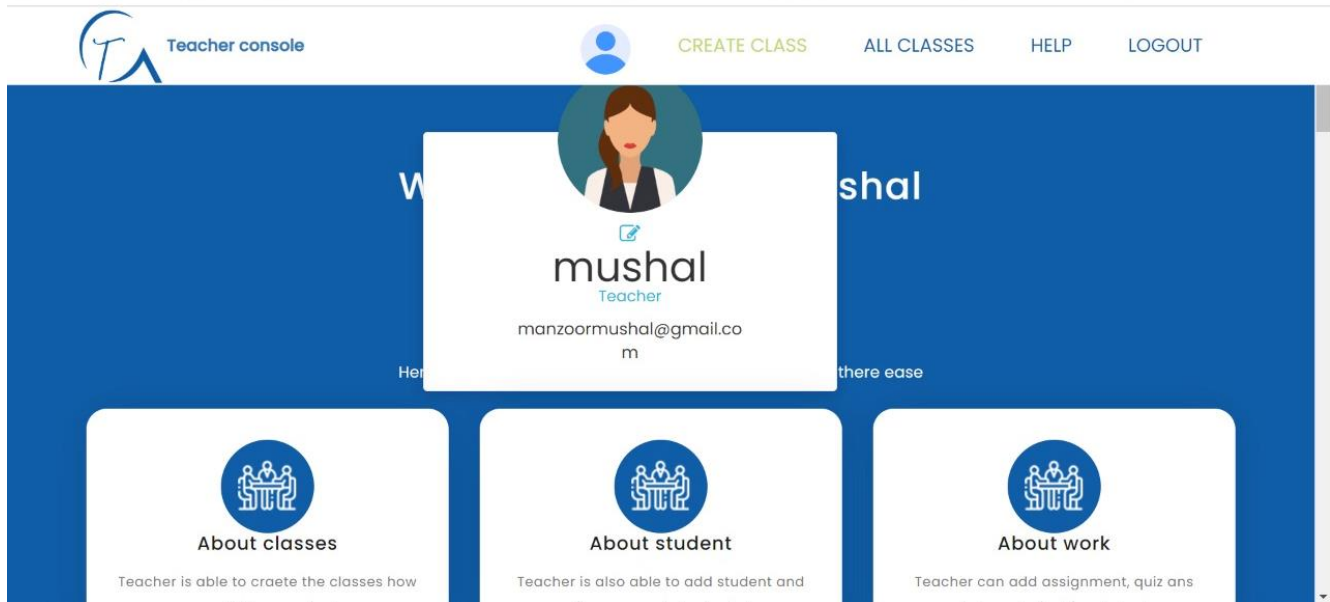 TA Teacher console CREATE CLASS ALL CLASSES HELP LOGOUT
W shal
mushal
Teacher
manzoormushal@gmail.co
m
Her there ease
About classes About student About work
Teacher is able to craete the classes how Teacher is also able to add student and Teacher can add assignment, quiz ans